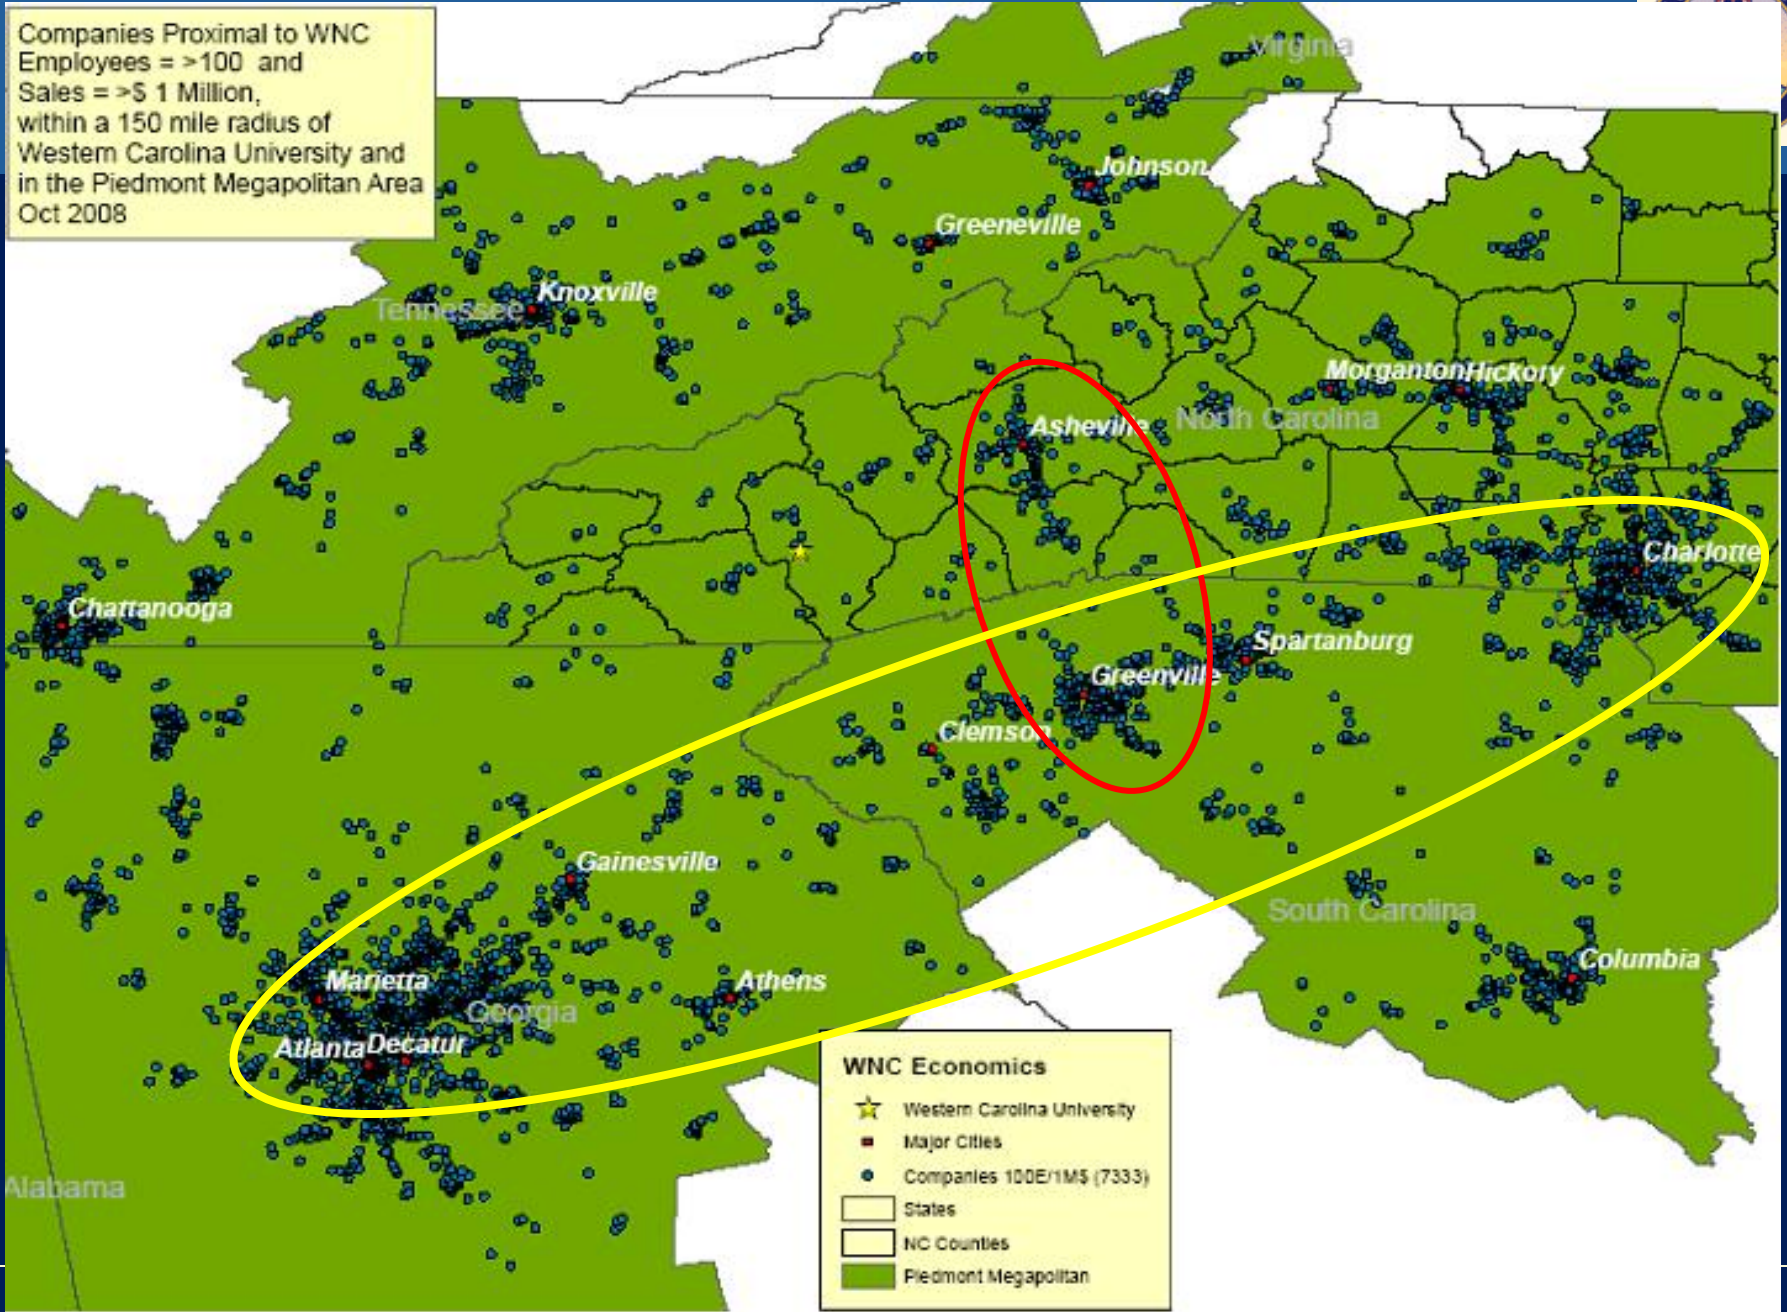 Companies Proximal to WNC
Employees = >100 and
Sales = >$ 1 Million,
within a 150 mile radius of
Western Carolina University and
in the Piedmont Megapolitan Area
Oct 2008
Virginia
Johnson
Greeneville
Knoxville
Tennessee
MorgantonHickory
Asheville
North Carolina
Charlotte
Chattanooga
Spartanburg
Greenville
Clemson
Gainesville
South Carolina
Columbia
Marietta
Athens
Georgia
AtlantaDecatur
Alabama
WNC Economics
Western Carolina University
Major Cities
Companies 100E/1M$ (7333)
States
NC Counties
Piedmont Megapolitan